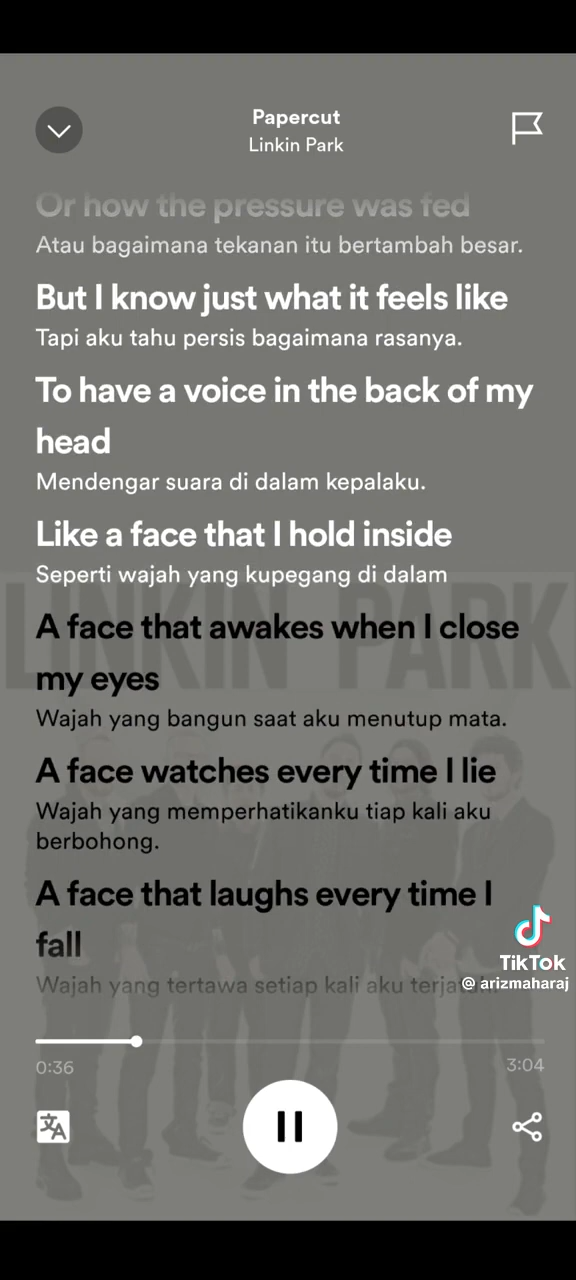 Papercut
Linkin Park
Or how the pressure was fed
Atau bagaimana tekanan itu bertambah besar.
But I know just what it feels like
Tapi aku tahu persis bagaimana rasanya.
To have a voice in the back of my
head
Mendengar suara di dalam kepalaku.
Like a face that I hold inside
Seperti wajah yang kupegang di dalam
LINKIN PARK
A face that awakes when I close
my eyes
Wajah yang bangun saat aku menutup mata.
A face watches every time I lie
Wajah yang memperhatikanku tiap kali aku
berbohong.
A face that laughs every time I
fall
Wajah yang tertawa setiap kali aku
TikTok
@ arizmaharaj
0:36
3:04